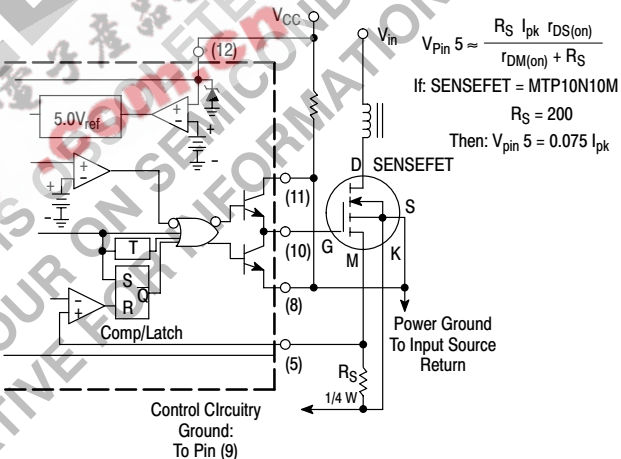 V_CC
(12)
V_in
V_Pin 5 ≈ R_S I_pk r_DS(on)
r_DM(on) + R_S
If: SENSEFET = MTP10N10M
R_S = 200
Then: V_pin 5 = 0.075 I_pk
5.0V_ref
+
-
.com.cn
D SENSEFET
(11)
S
(10)
G
K
M
T
S
Q
R
(8)
Comp/Latch
Power Ground
To Input Source
Return
(5)
R_S
1/4 W
Control CIrcuitry
Ground:
To Pin (9)